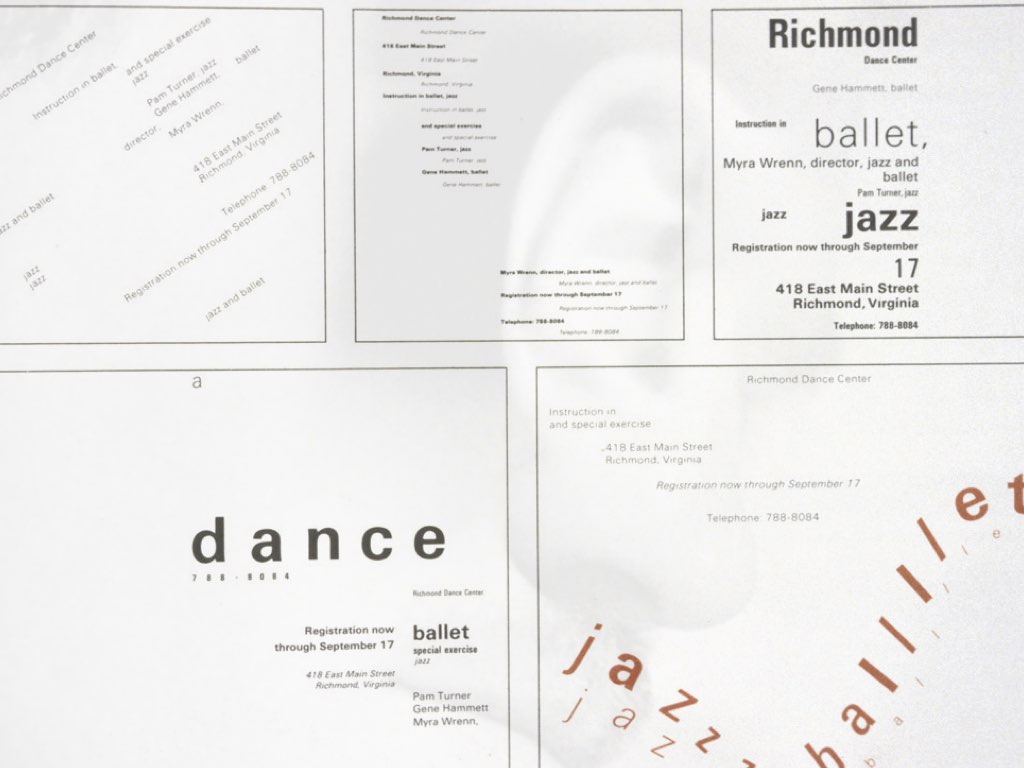 Richmond Dance Center
Instruction in ballet
and special exercise
jazz
ballet
Pam Turner, jazz
Gene Hammett,
director,
Myra Wrenn,
418 East Main Street
Richmond, Virginia
Telephone 788-8084
Registration now through September 17
jazz and ballet
jazz
jazz
jazz and ballet
Richmond Dance Center
Richmond Dance Center
418 East Main Street
418 East Main Street
Richmond, Virginia
Richmond, Virginia
Instruction in ballet, jazz
Instruction in ballet, jazz
and special exercise
and special exercise
Pam Turner, jazz
Pam Turner, jazz
Gene Hammett, ballet
Gene Hammett, ballet
Myra Wrenn, director, jazz and ballet
Myra Wrenn, director, jazz and ballet
Registration now through September 17
Registration now through September 17
Telephone: 788-8084
Telephone: 788-8084
Richmond
Dance Center
Gene Hammett, ballet
Instruction in ballet,
Myra Wrenn, director, jazz and
ballet
Pam Turner, jazz
jazz jazz
Registration now through September
17
418 East Main Street
Richmond, Virginia
Telephone: 788-8084
a
dance
788-8084
Richmond Dance Center
Registration now
through September 17
418 East Main Street
Richmond, Virginia
ballet
special exercise
jazz
Pam Turner
Gene Hammett
Myra Wrenn,
Richmond Dance Center
Instruction in
and special exercise
418 East Main Street
Richmond, Virginia
Registration now through September 17
Telephone: 788-8084
jazz
jazz
ballet